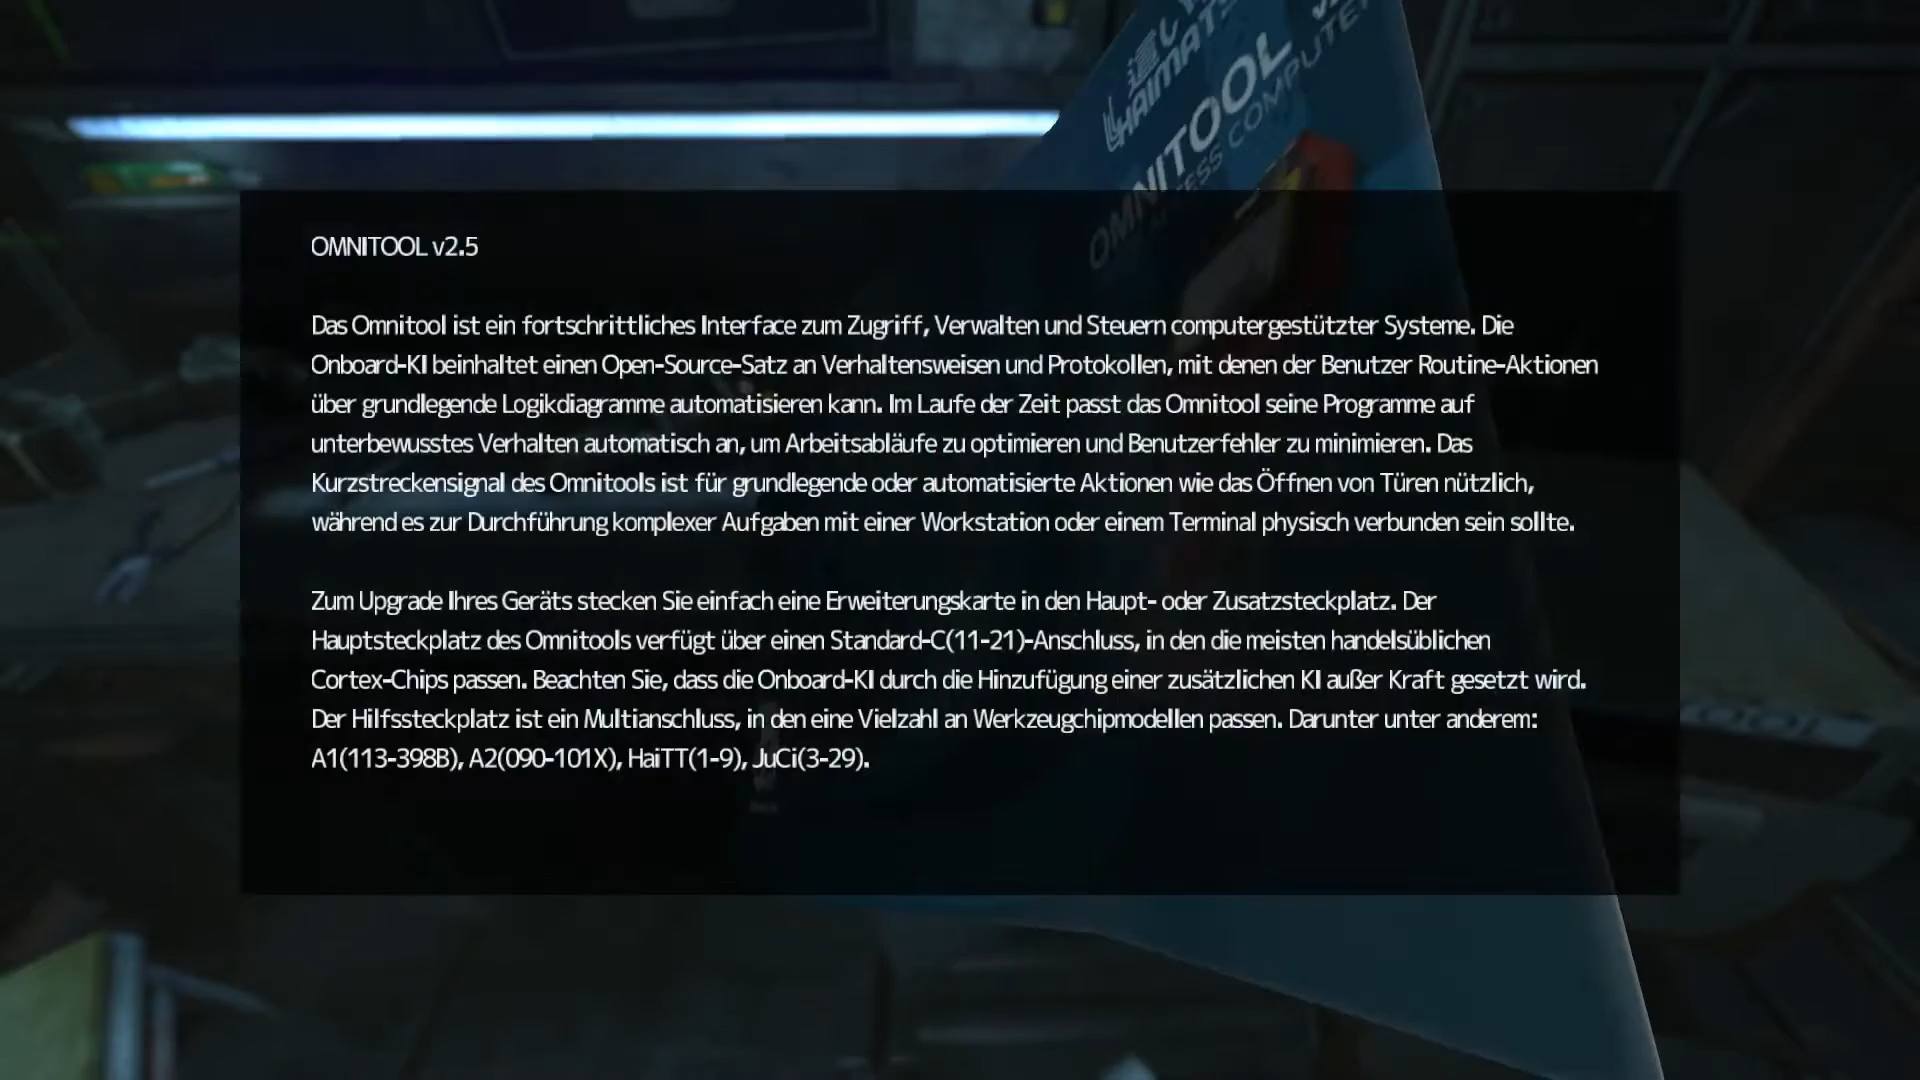 HAIMATS
OMNITOOL
OMNITOOL v2.5
Das Omnitool ist ein fortschrittliches Interface zum Zugriff, Verwalten und Steuern computergestützter Systeme. Die
Onboard-KI beinhaltet einen Open-Source-Satz an Verhaltensweisen und Protokollen, mit denen der Benutzer Routine-Aktionen
über grundlegende Logikdiagramme automatisieren kann. Im Laufe der Zeit passt das Omnitool seine Programme auf
unterbewusstes Verhalten automatisch an, um Arbeitsabläufe zu optimieren und Benutzerfehler zu minimieren. Das
Kurzstreckensignal des Omnitools ist für grundlegende oder automatisierte Aktionen wie das Öffnen von Türen nützlich,
während es zur Durchführung komplexer Aufgaben mit einer Workstation oder einem Terminal physisch verbunden sein sollte.
Zum Upgrade Ihres Geräts stecken Sie einfach eine Erweiterungskarte in den Haupt- oder Zusatzsteckplatz. Der
Hauptsteckplatz des Omnitools verfügt über einen Standard-C(11-21)-Anschluss, in den die meisten handelsüblichen
Cortex-Chips passen. Beachten Sie, dass die Onboard-KI durch die Hinzufügung einer zusätzlichen KI außer Kraft gesetzt wird.
Der Hilfssteckplatz ist ein Multianschluss, in den eine Vielzahl an Werkzeugchipmodellen passen. Darunter unter anderem:
A1(113-398B), A2(090-101X), HaiTT(1-9), JuCi(3-29).